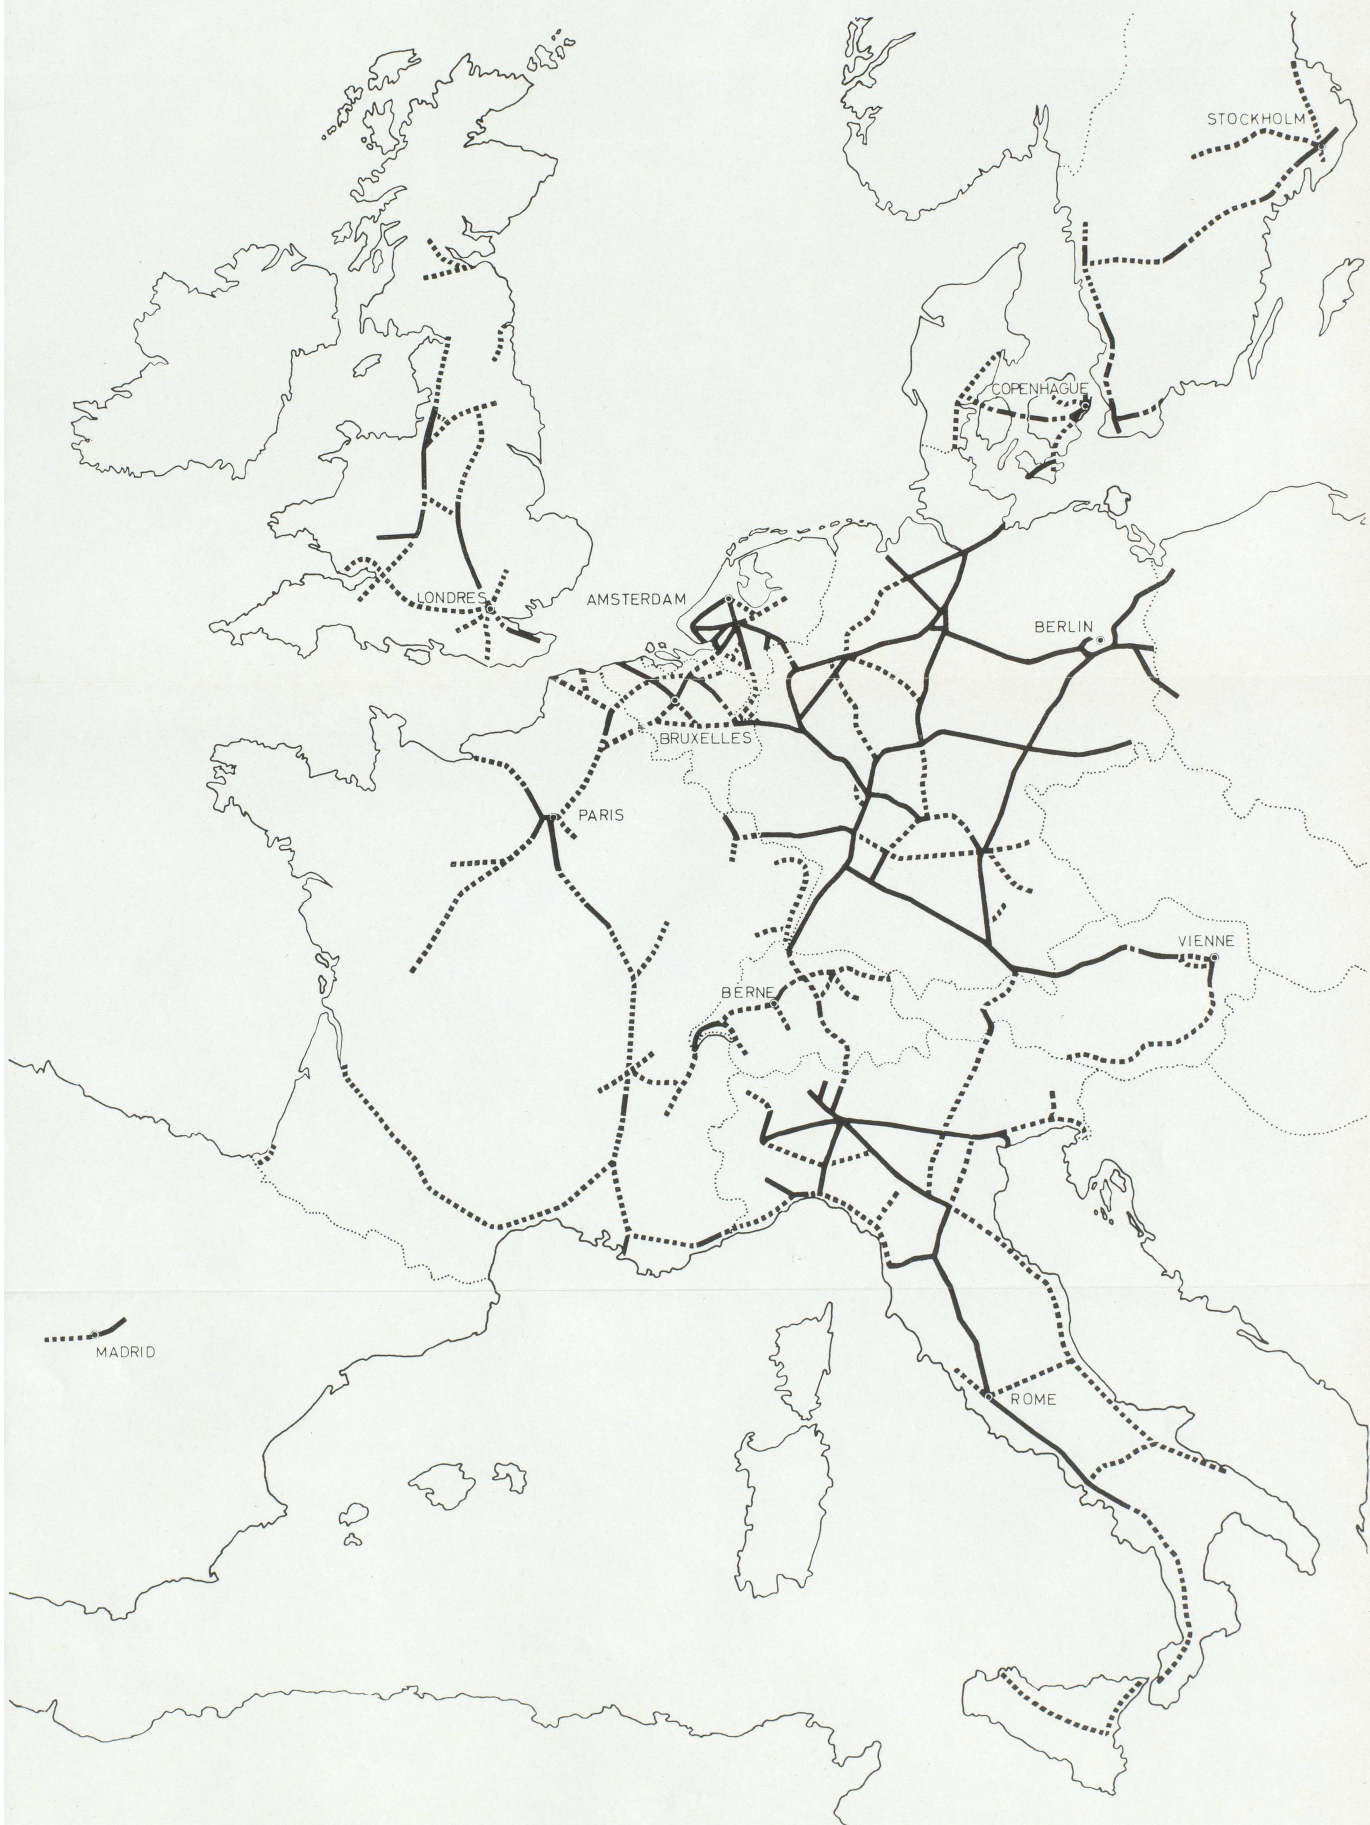 STOCKHOLM
COPENHAGUE
LONDRES
AMSTERDAM
BERLIN
BRUXELLES
PARIS
VIENNE
BERNE
MADRID
ROME